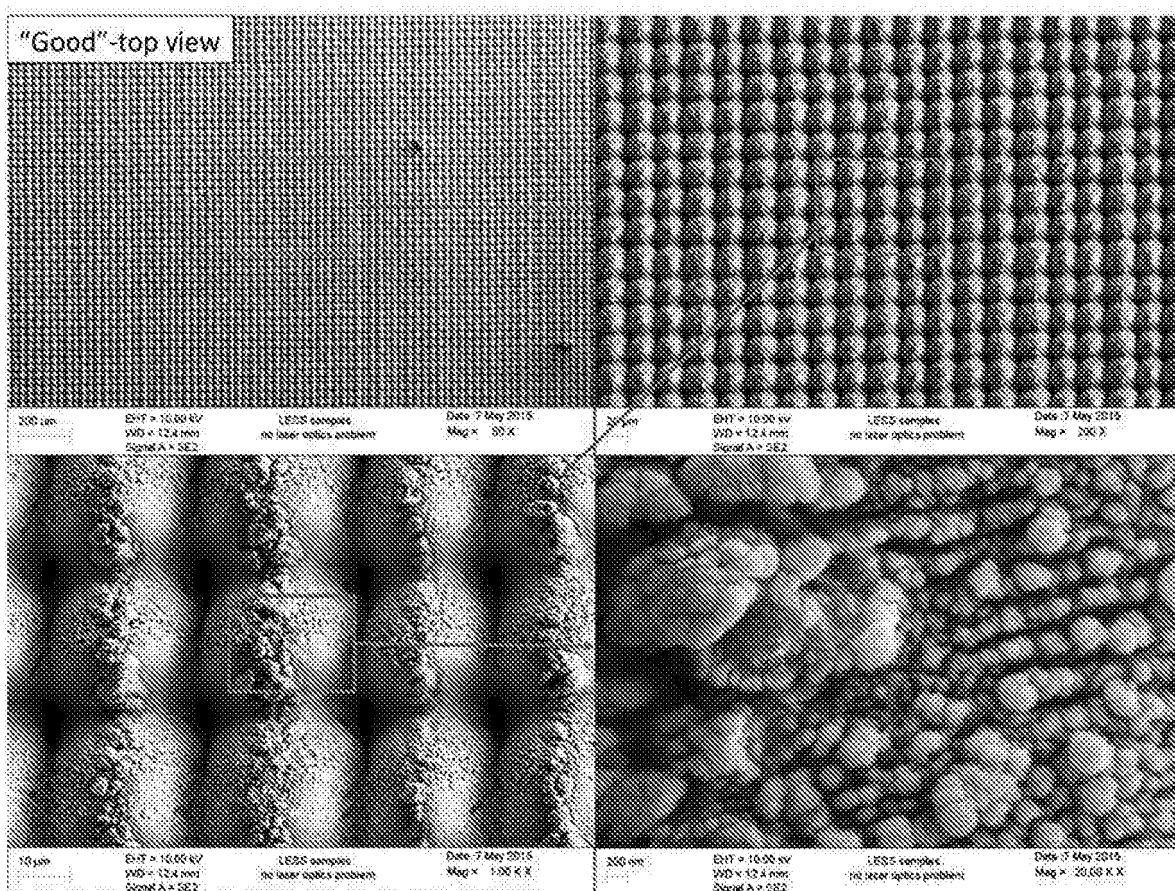 "Good"-top view
200 µm
EHT = 10.00 kV
WD = 12.4 mm
Signal A = SE2
LESS samples
no laser optics problem
Date :7 May 2015
Mag = 50 X
20 µm
EHT = 10.00 kV
WD = 12.4 mm
Signal A = SE2
LESS samples
no laser optics problem
Date :7 May 2015
Mag = 200 X
10 µm
EHT = 10.00 kV
WD = 12.4 mm
Signal A = SE2
LESS samples
no laser optics problem
Date :7 May 2015
Mag = 1.00 K X
200 nm
EHT = 10.00 kV
WD = 12.4 mm
Signal A = SE2
LESS samples
no laser optics problem
Date :7 May 2015
Mag = 20.00 K X